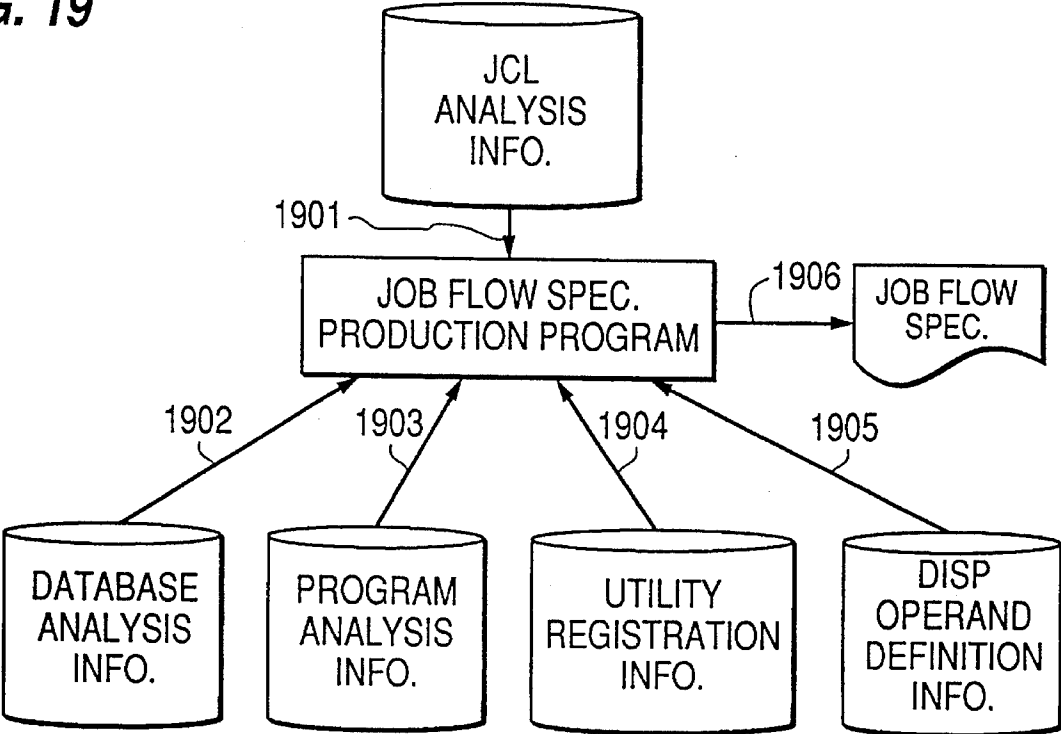 G. 19
JCL
ANALYSIS
INFO.
1901
JOB FLOW SPEC.
PRODUCTION PROGRAM
1906
JOB FLOW
SPEC.
1902
1903
1904
1905
DATABASE
ANALYSIS
INFO.
PROGRAM
ANALYSIS
INFO.
UTILITY
REGISTRATION
INFO.
DISP
OPERAND
DEFINITION
INFO.